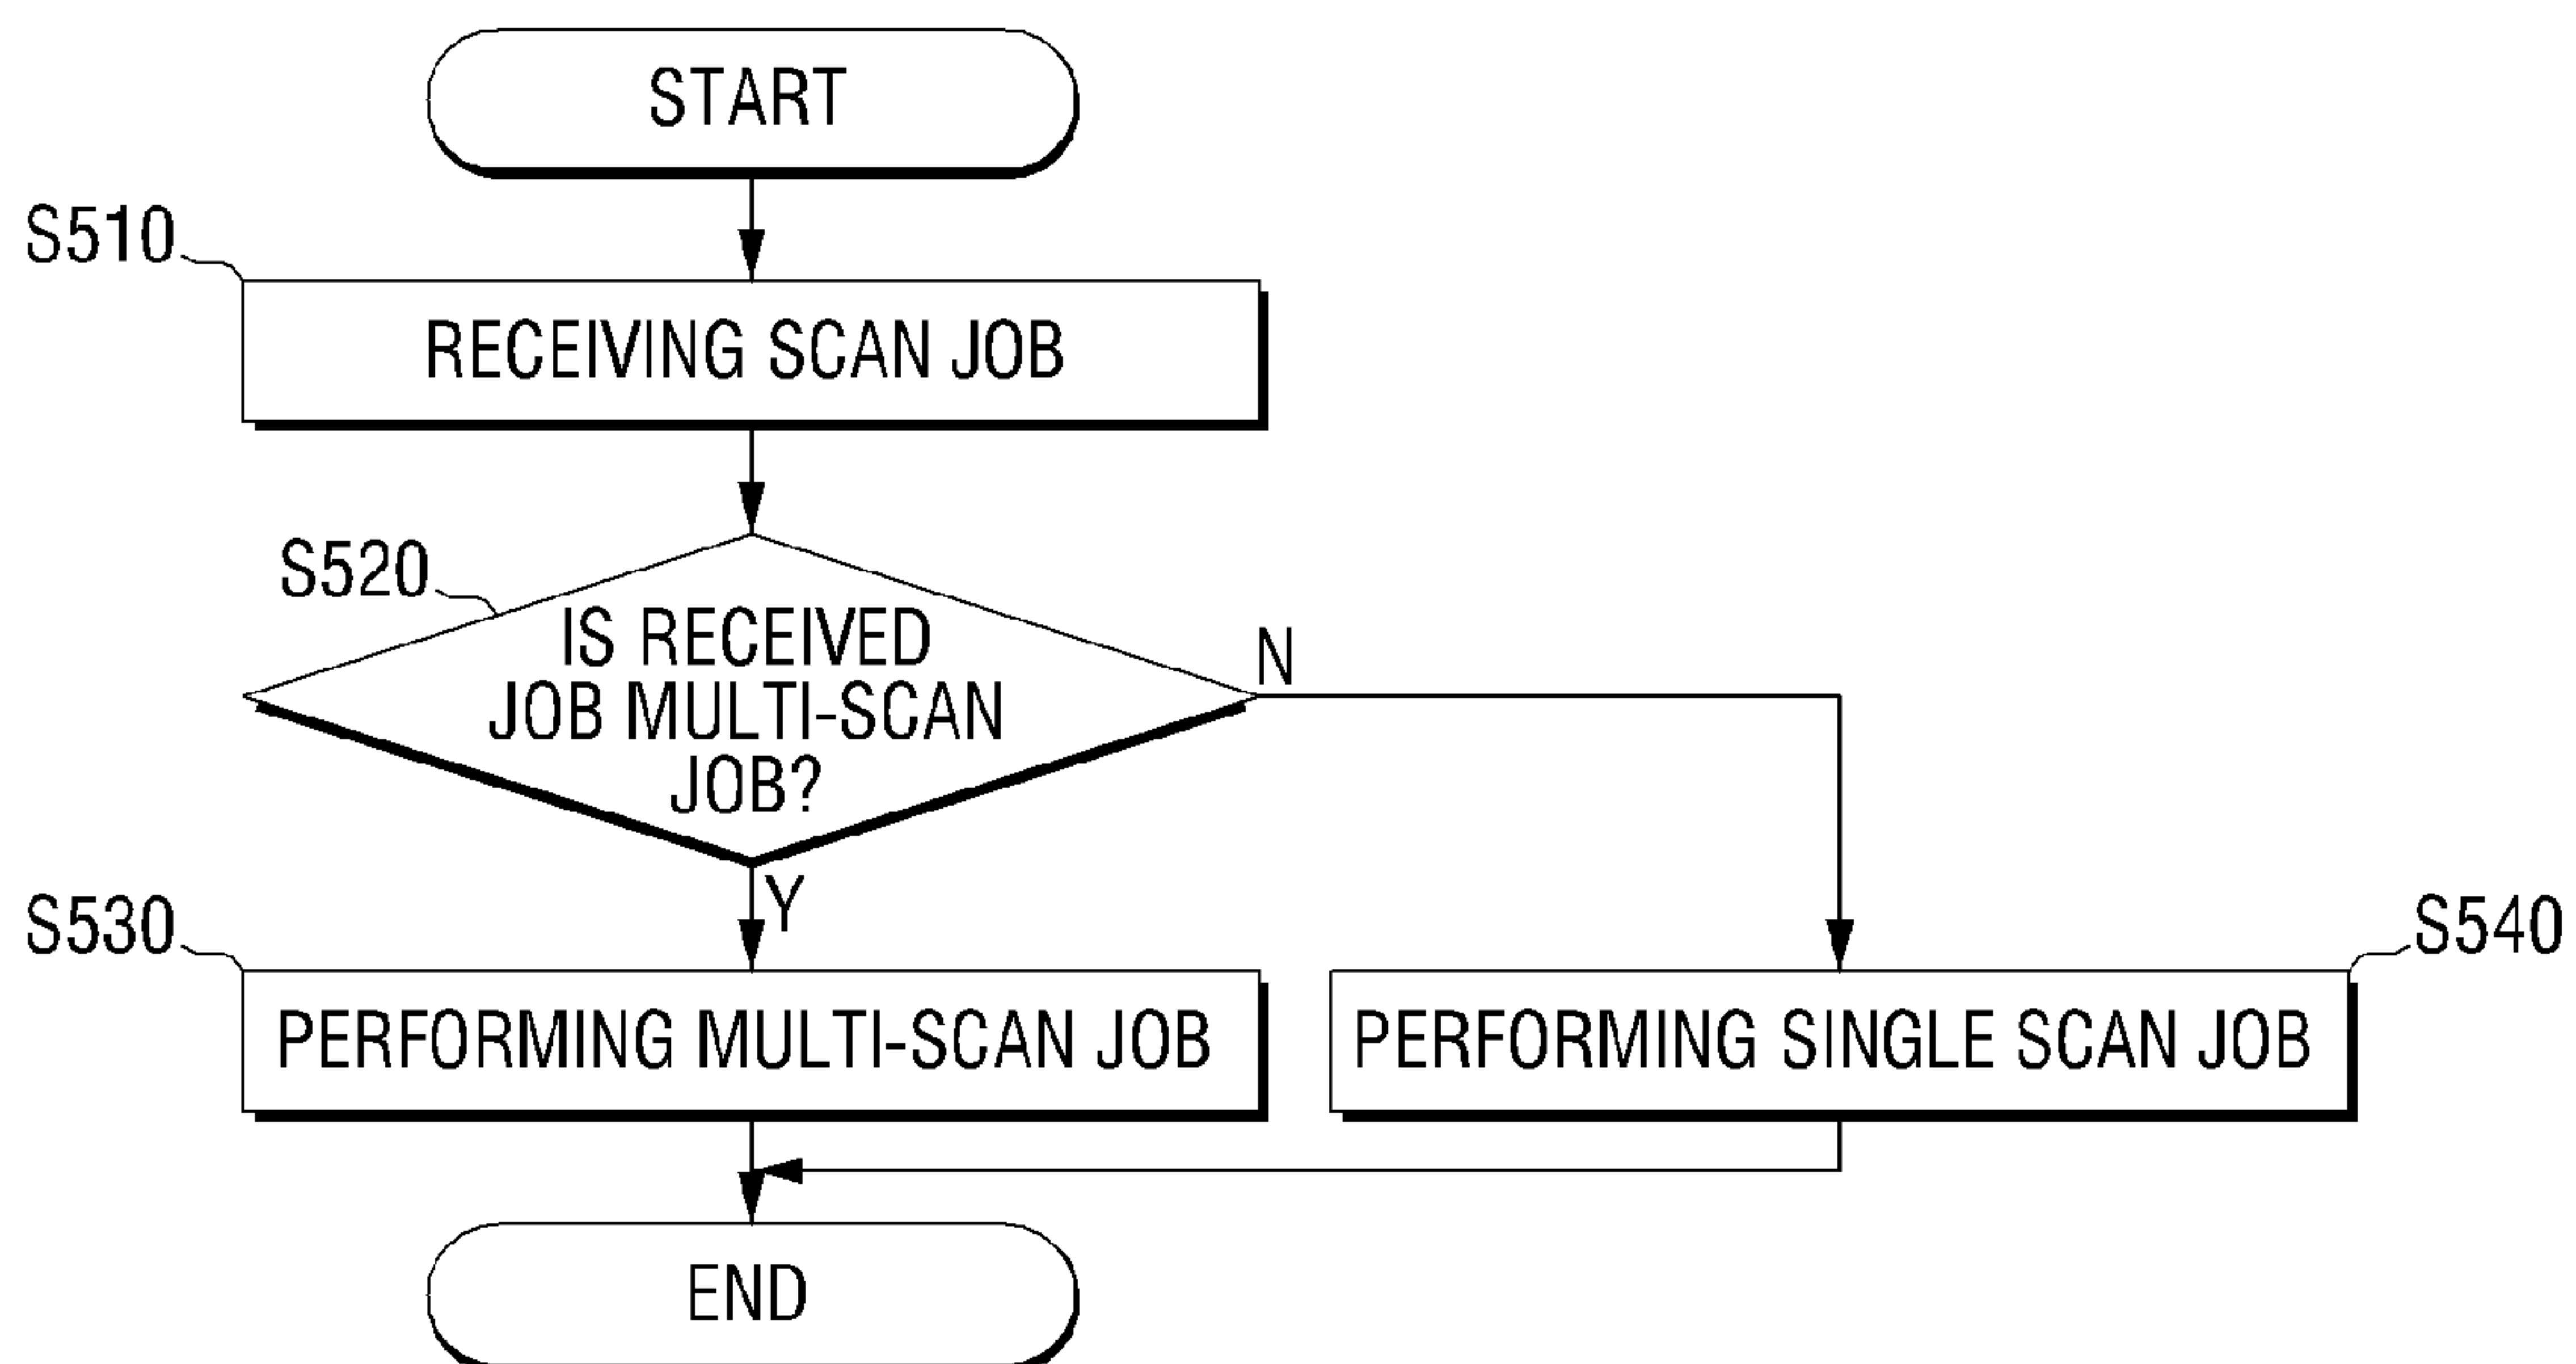 START
S510
RECEIVING SCAN JOB
S520
IS RECEIVED
JOB MULTI-SCAN
JOB?
N
Y
S530
PERFORMING MULTI-SCAN JOB
S540
PERFORMING SINGLE SCAN JOB
END